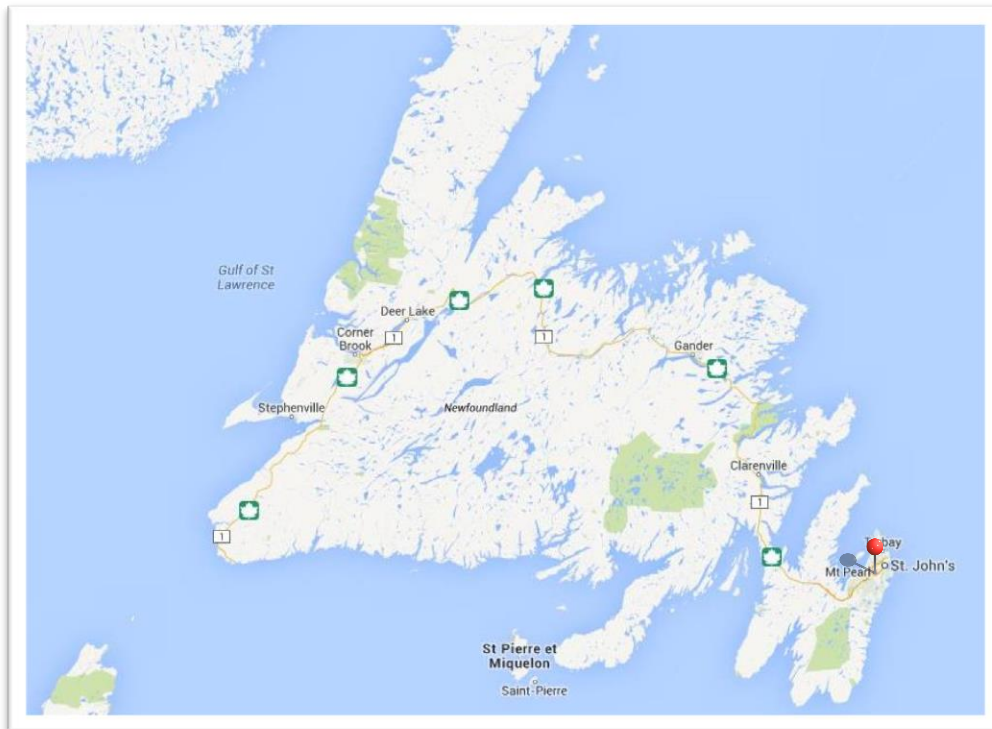 Gulf of St
Lawrence
Deer Lake
Corner
Brook
1
1
Gander
Stephenville
Newfoundland
Clarenville
1
1
bay
Mt Pearl
St. John's
St Pierre et
Miquelon
Saint-Pierre